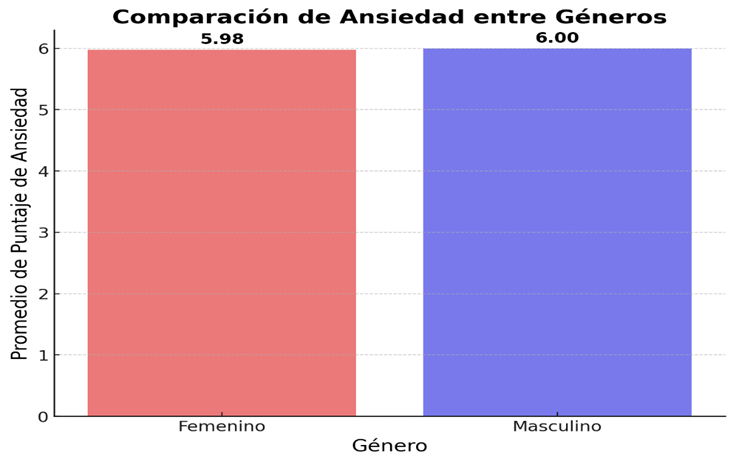 Comparación de Ansiedad entre Géneros
5.98
6.00
6
5
4
3
2
1
0
Promedio de Puntaje de Ansiedad
Femenino
Masculino
Género